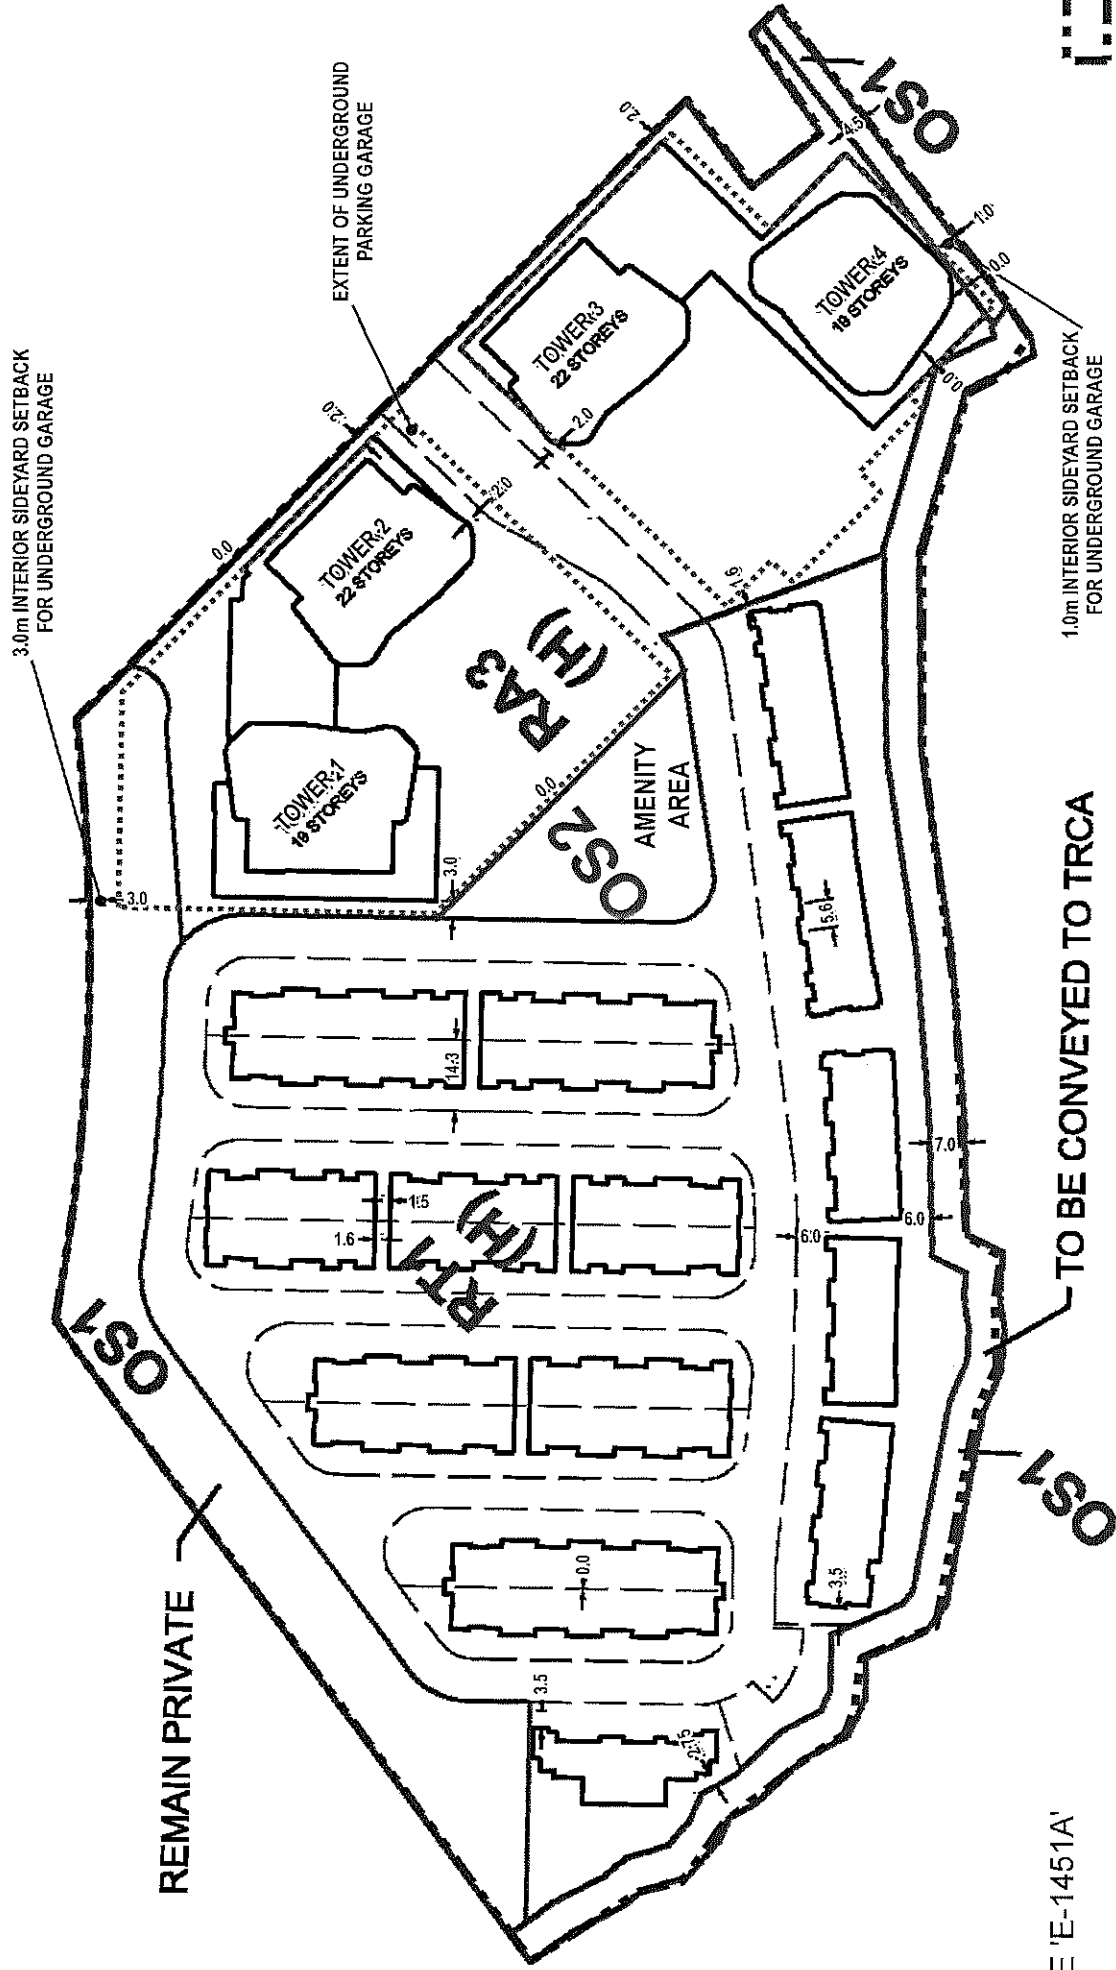 3.0m INTERIOR SIDEYARD SETBACK
FOR UNDERGROUND GARAGE
EXTENT OF UNDERGROUND
PARKING GARAGE
2.0
OS1
4.5
1.0
0.0
0.0
TOWER 4
19 STOREYS
TOWER 3
22 STOREYS
2.0
2.0
2.0
0.0
TOWER 2
22 STOREYS
RA3
(H)
TOWER 1
19 STOREYS
3.0
3.0
0.0
1.6
OS2
AMENITY
AREA
1.0m INTERIOR SIDEYARD SETBACK
FOR UNDERGROUND GARAGE
5.6
14.3
1.5
1.6
RT1
(H)
7.0
6.0
6.0
TO BE CONVEYED TO TRCA
OS1
OS1
REMAIN PRIVATE
0.0
3.5
3.5
2.75
E 'E-1451A'